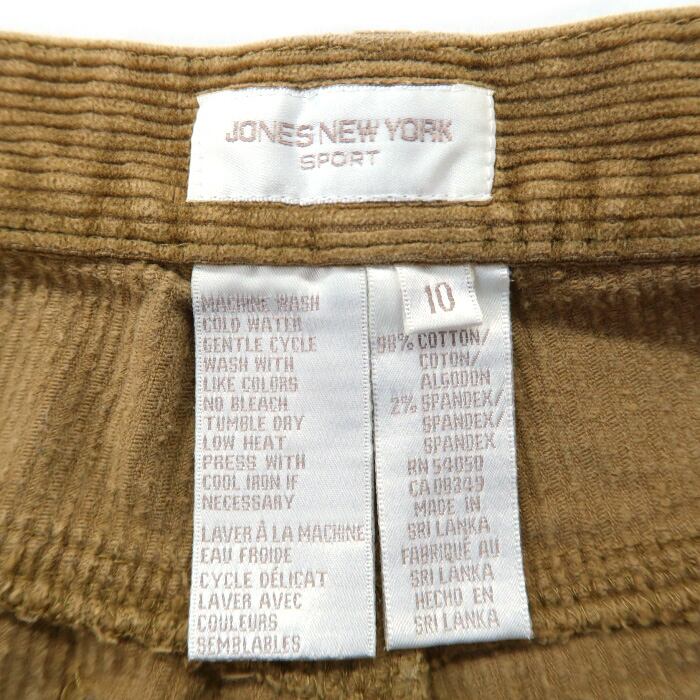 JONES NEW YORK
SPORT
MACHINE WASH
COLD WATER
GENTLE CYCLE
WASH WITH
LIKE COLORS
NO BLEACH
TUMBLE DRY
LOW HEAT
PRESS WITH
COOL IRON IF
NECESSARY
LAVER À LA MACHINE
EAU FROIDE
CYCLE DÉLICAT
LAVER AVEC
COULEURS
SEMBLABLES
10
98% COTTON/
COTON/
ALGODON
2% SPANDEX/
SPANDEX/
SPANDEX
RN 54050
CA 09349
MADE IN
SRI LANKA
FABRIQUÉ AU
SRI LANKA
HECHO EN
SRI LANKA